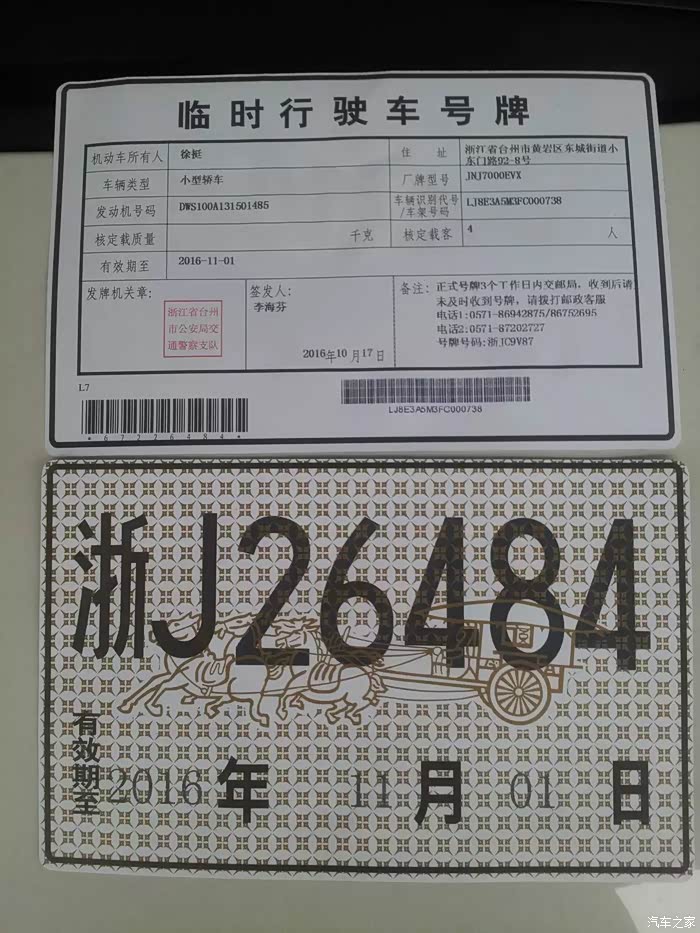 临时行驶车号牌
机动车所有人 徐挺 住址 浙江省台州市黄岩区东城街道小东门路92-8号
车辆类型 小型轿车 厂牌型号 JNJ7000EVX
发动机号码 DWS100A131501485 车辆识别代号/车架号码 LJ8E3A5M3FC000738
核定载质量 千克 核定载客 4 人
有效期至 2016-11-01
发牌机关章: 签发人: 备注: 正式号牌3个工作日内交邮局,收到后请
李海芬 未及时收到号牌,请拨打邮政客服
浙江省台州 电话1:0571-86942875/86752695
市公安局交 电话2:0571-87202727
通警察支队 2016年10月17日 号牌号码:浙JC9V87
L7
*67226484*
LJ8E3A5M3FC000738
浙J26484
有效期至 2016年 11月 01日
汽车之家